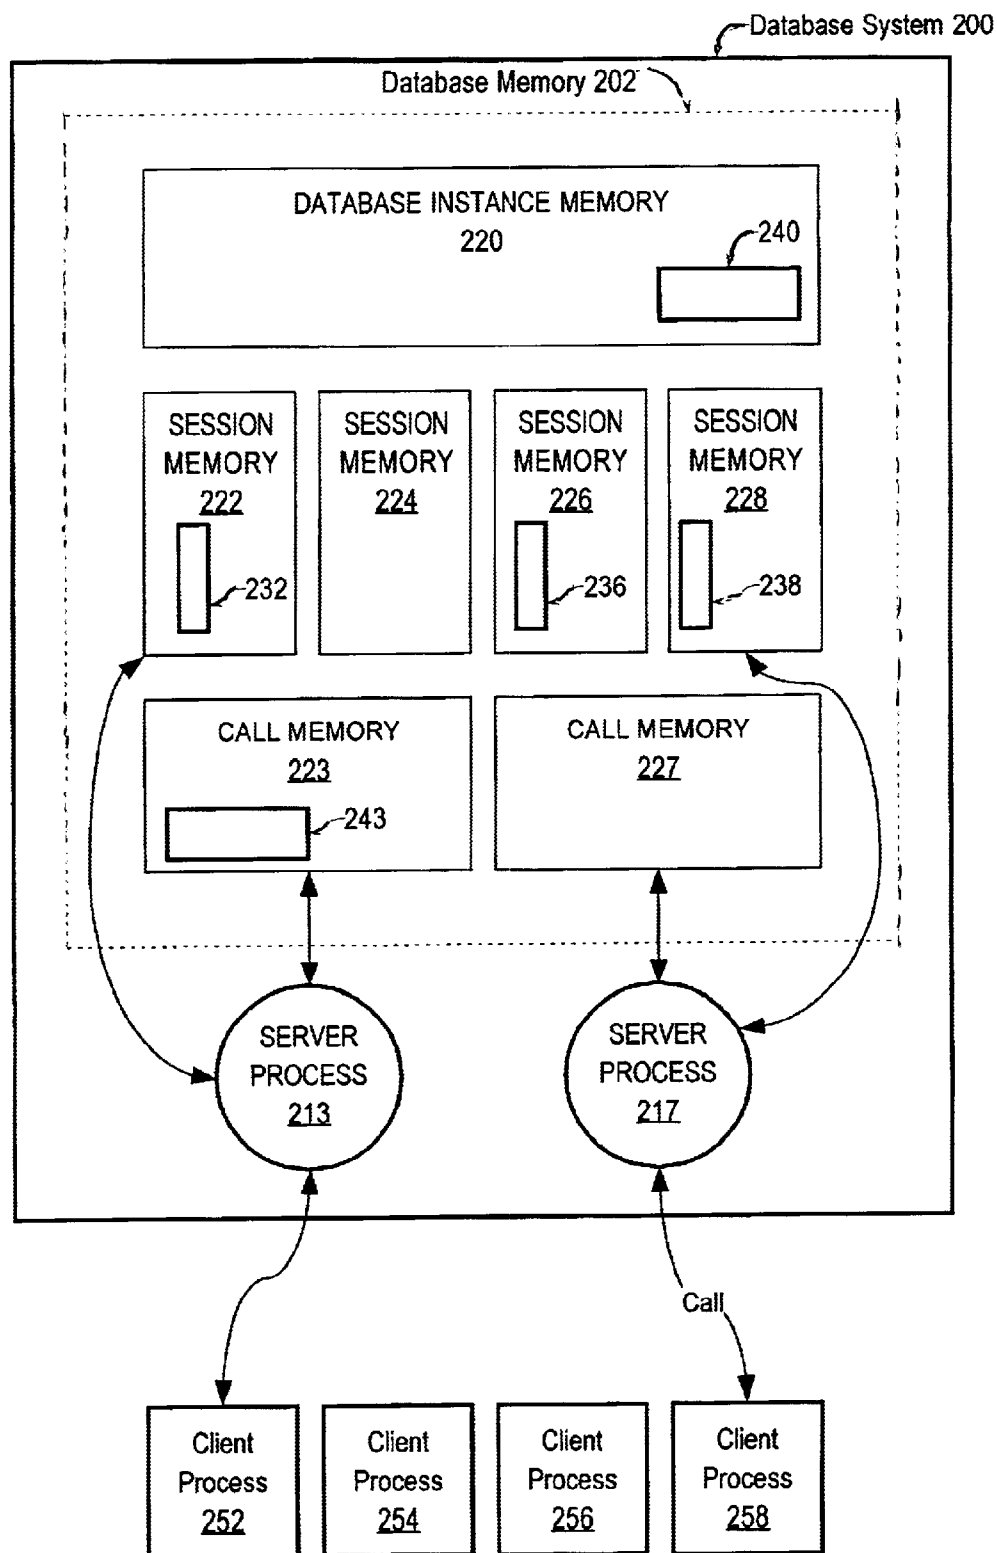 Database System 200
Database Memory 202
DATABASE INSTANCE MEMORY
220
240
SESSION
MEMORY
222
232
SESSION
MEMORY
224
SESSION
MEMORY
226
236
SESSION
MEMORY
228
238
CALL MEMORY
223
243
CALL MEMORY
227
SERVER
PROCESS
213
SERVER
PROCESS
217
Call
Client
Process
252
Client
Process
254
Client
Process
256
Client
Process
258